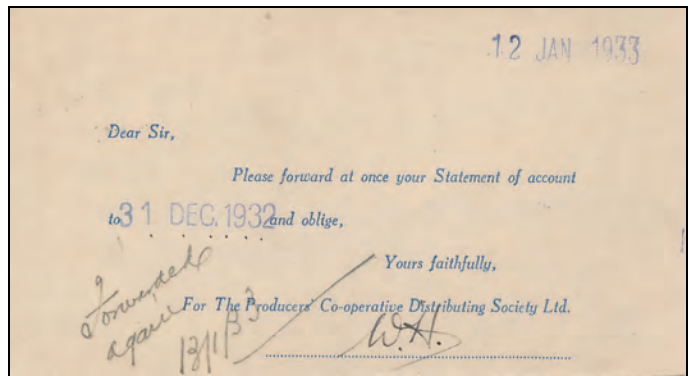 12 JAN 1933
Dear Sir,
Please forward at once your Statement of account
to 31 DEC. 1932 and oblige,
Yours faithfully,
For The Producers' Co-operative Distributing Society Ltd.
W.H.
Forwarded
again
13/1/33